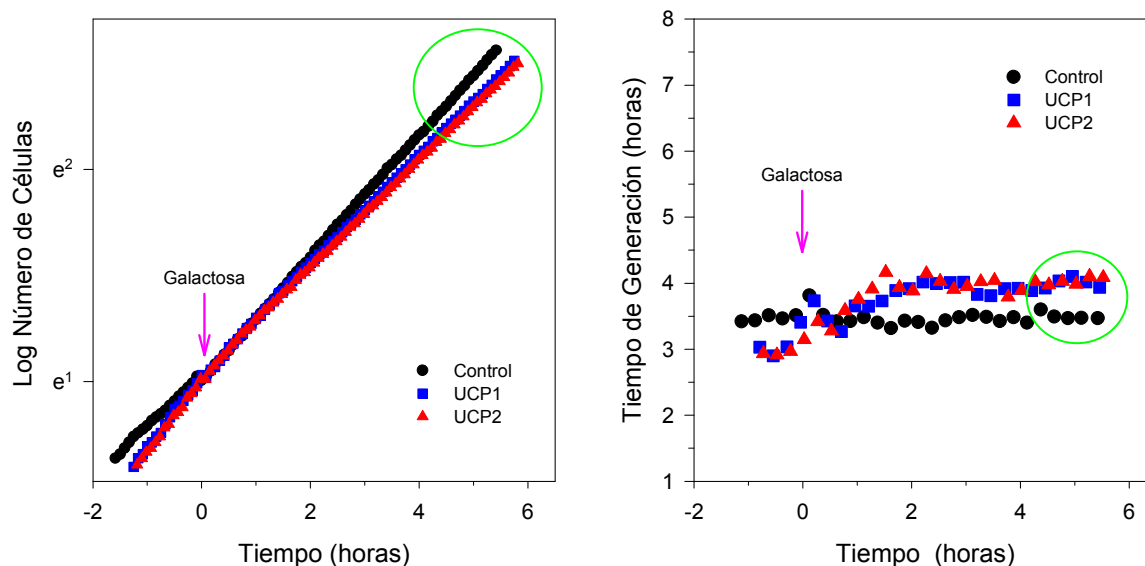 Log Número de Células
e²
e¹
Galactosa
Control
UCP1
UCP2
-2
0
2
4
6
Tiempo (horas)
Tiempo de Generación (horas)
8
7
6
5
4
3
2
1
Control
UCP1
UCP2
Galactosa
-2
0
2
4
6
Tiempo (horas)